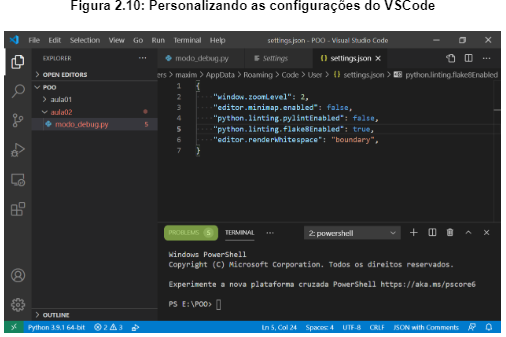 Figura 2.10: Personalizando as configurações do VSCode
File Edit Selection View Go Run Terminal Help settings.json - POO - Visual Studio Code
EXPLORER ···
modo_debug.py Settings {} settings.json ×
> OPEN EDITORS
ers > maxim > AppData > Roaming > Code > User > {} settings.json > python.linting.flake8Enabled
POO
> aula01
aula02
modo_debug.py 5
1 {
2 "window.zoomLevel": 2,
3 "editor.minimap.enabled": false,
4 "python.linting.pylintEnabled": false,
5 "python.linting.flake8Enabled": true,
6 "editor.renderWhitespace": "boundary",
7 }
PROBLEMS 5 TERMINAL ··· 2: powershell
Windows PowerShell
Copyright (C) Microsoft Corporation. Todos os direitos reservados.
Experimente a nova plataforma cruzada PowerShell https://aka.ms/pscore6
PS E:\POO>
> OUTLINE
Python 3.9.1 64-bit 2 3 Ln 5, Col 24 Spaces: 4 UTF-8 CRLF JSON with Comments